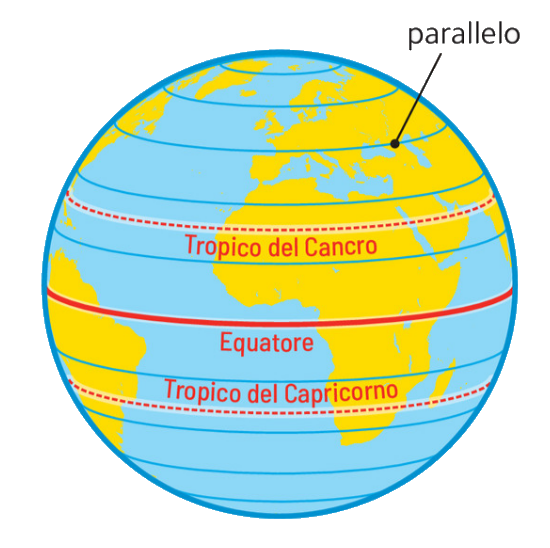 parallelo
Tropico del Cancro
Equatore
Tropico del Capricorno